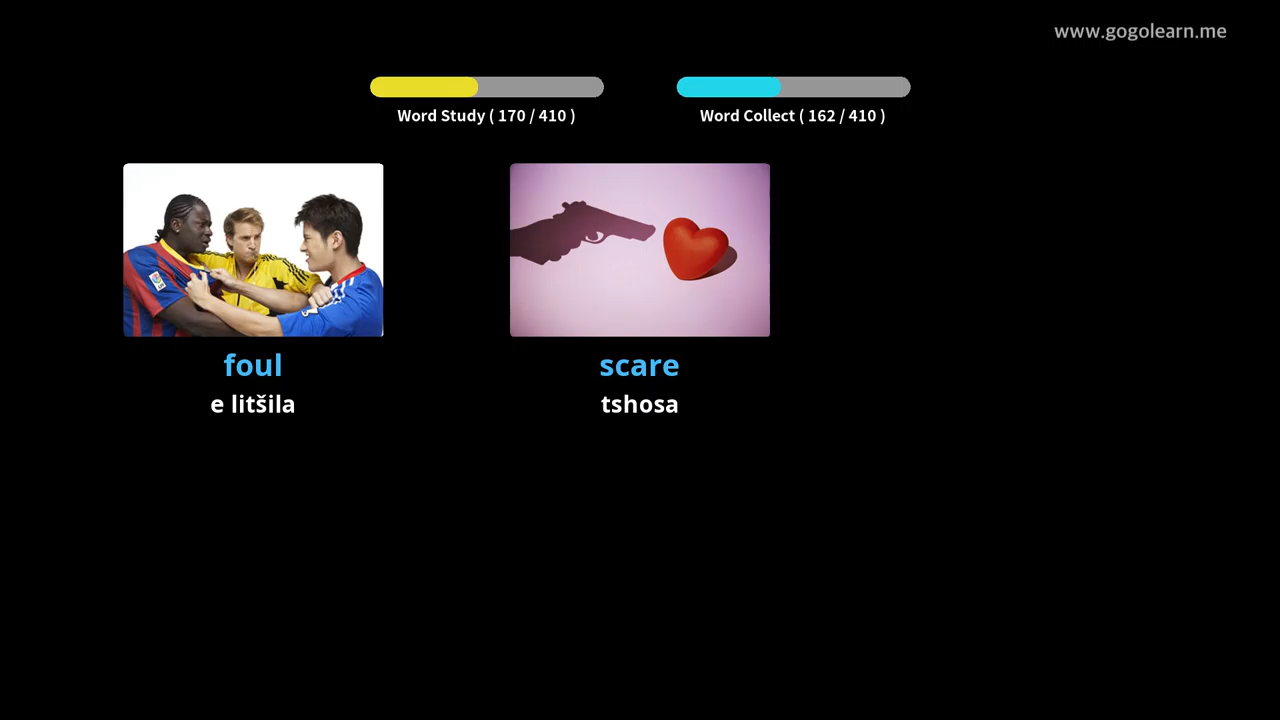 www.gogolearn.me
Word Study ( 170 / 410 )
Word Collect ( 162 / 410 )
foul
e litšila
scare
tshosa